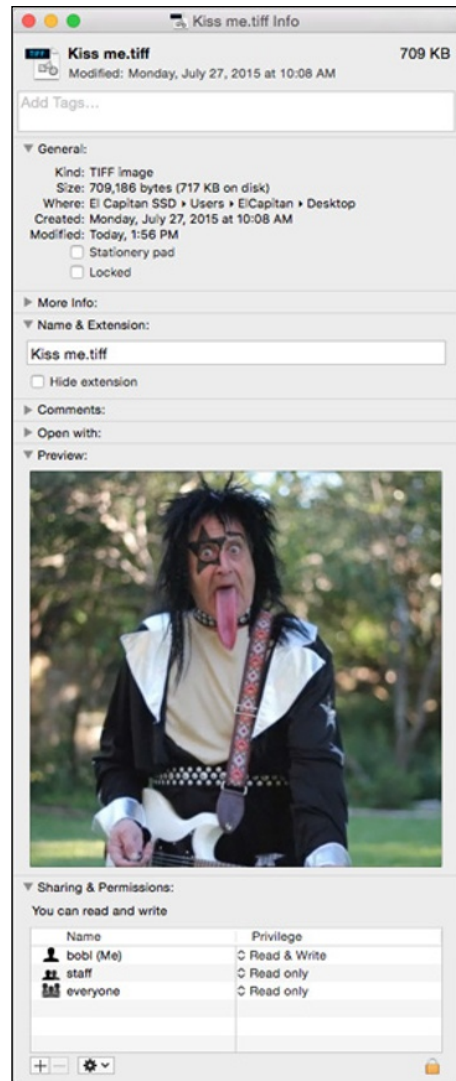 Kiss me.tiff Info
TIFF
Kiss me.tiff 709 KB
Modified: Monday, July 27, 2015 at 10:08 AM
Add Tags...
General:
Kind: TIFF image
Size: 709,186 bytes (717 KB on disk)
Where: El Capitan SSD ▸ Users ▸ ElCapitan ▸ Desktop
Created: Monday, July 27, 2015 at 10:08 AM
Modified: Today, 1:56 PM
Stationery pad
Locked
More Info:
Name & Extension:
Kiss me.tiff
Hide extension
Comments:
Open with:
Preview:
Sharing & Permissions:
You can read and write
Name Privilege
bobl (Me) Read & Write
staff Read only
everyone Read only